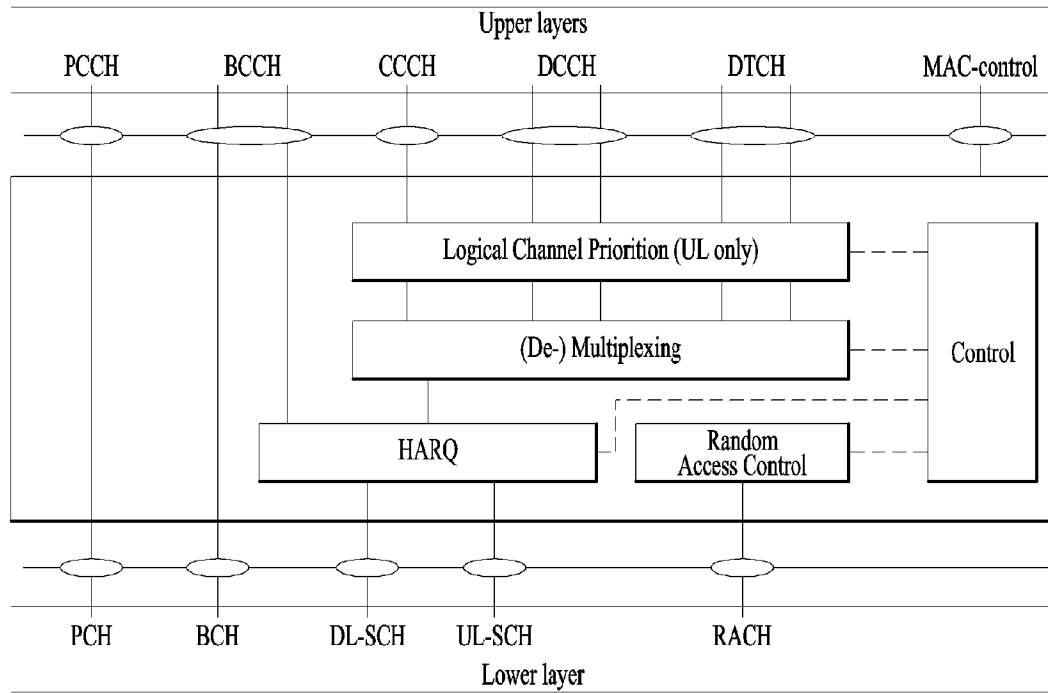 Upper layers
PCCH BCCH CCCH DCCH DTCH MAC-control
Logical Channel Priorition (UL only)
(De-) Multiplexing
Control
HARQ
Random
Access Control
PCH BCH DL-SCH UL-SCH RACH
Lower layer